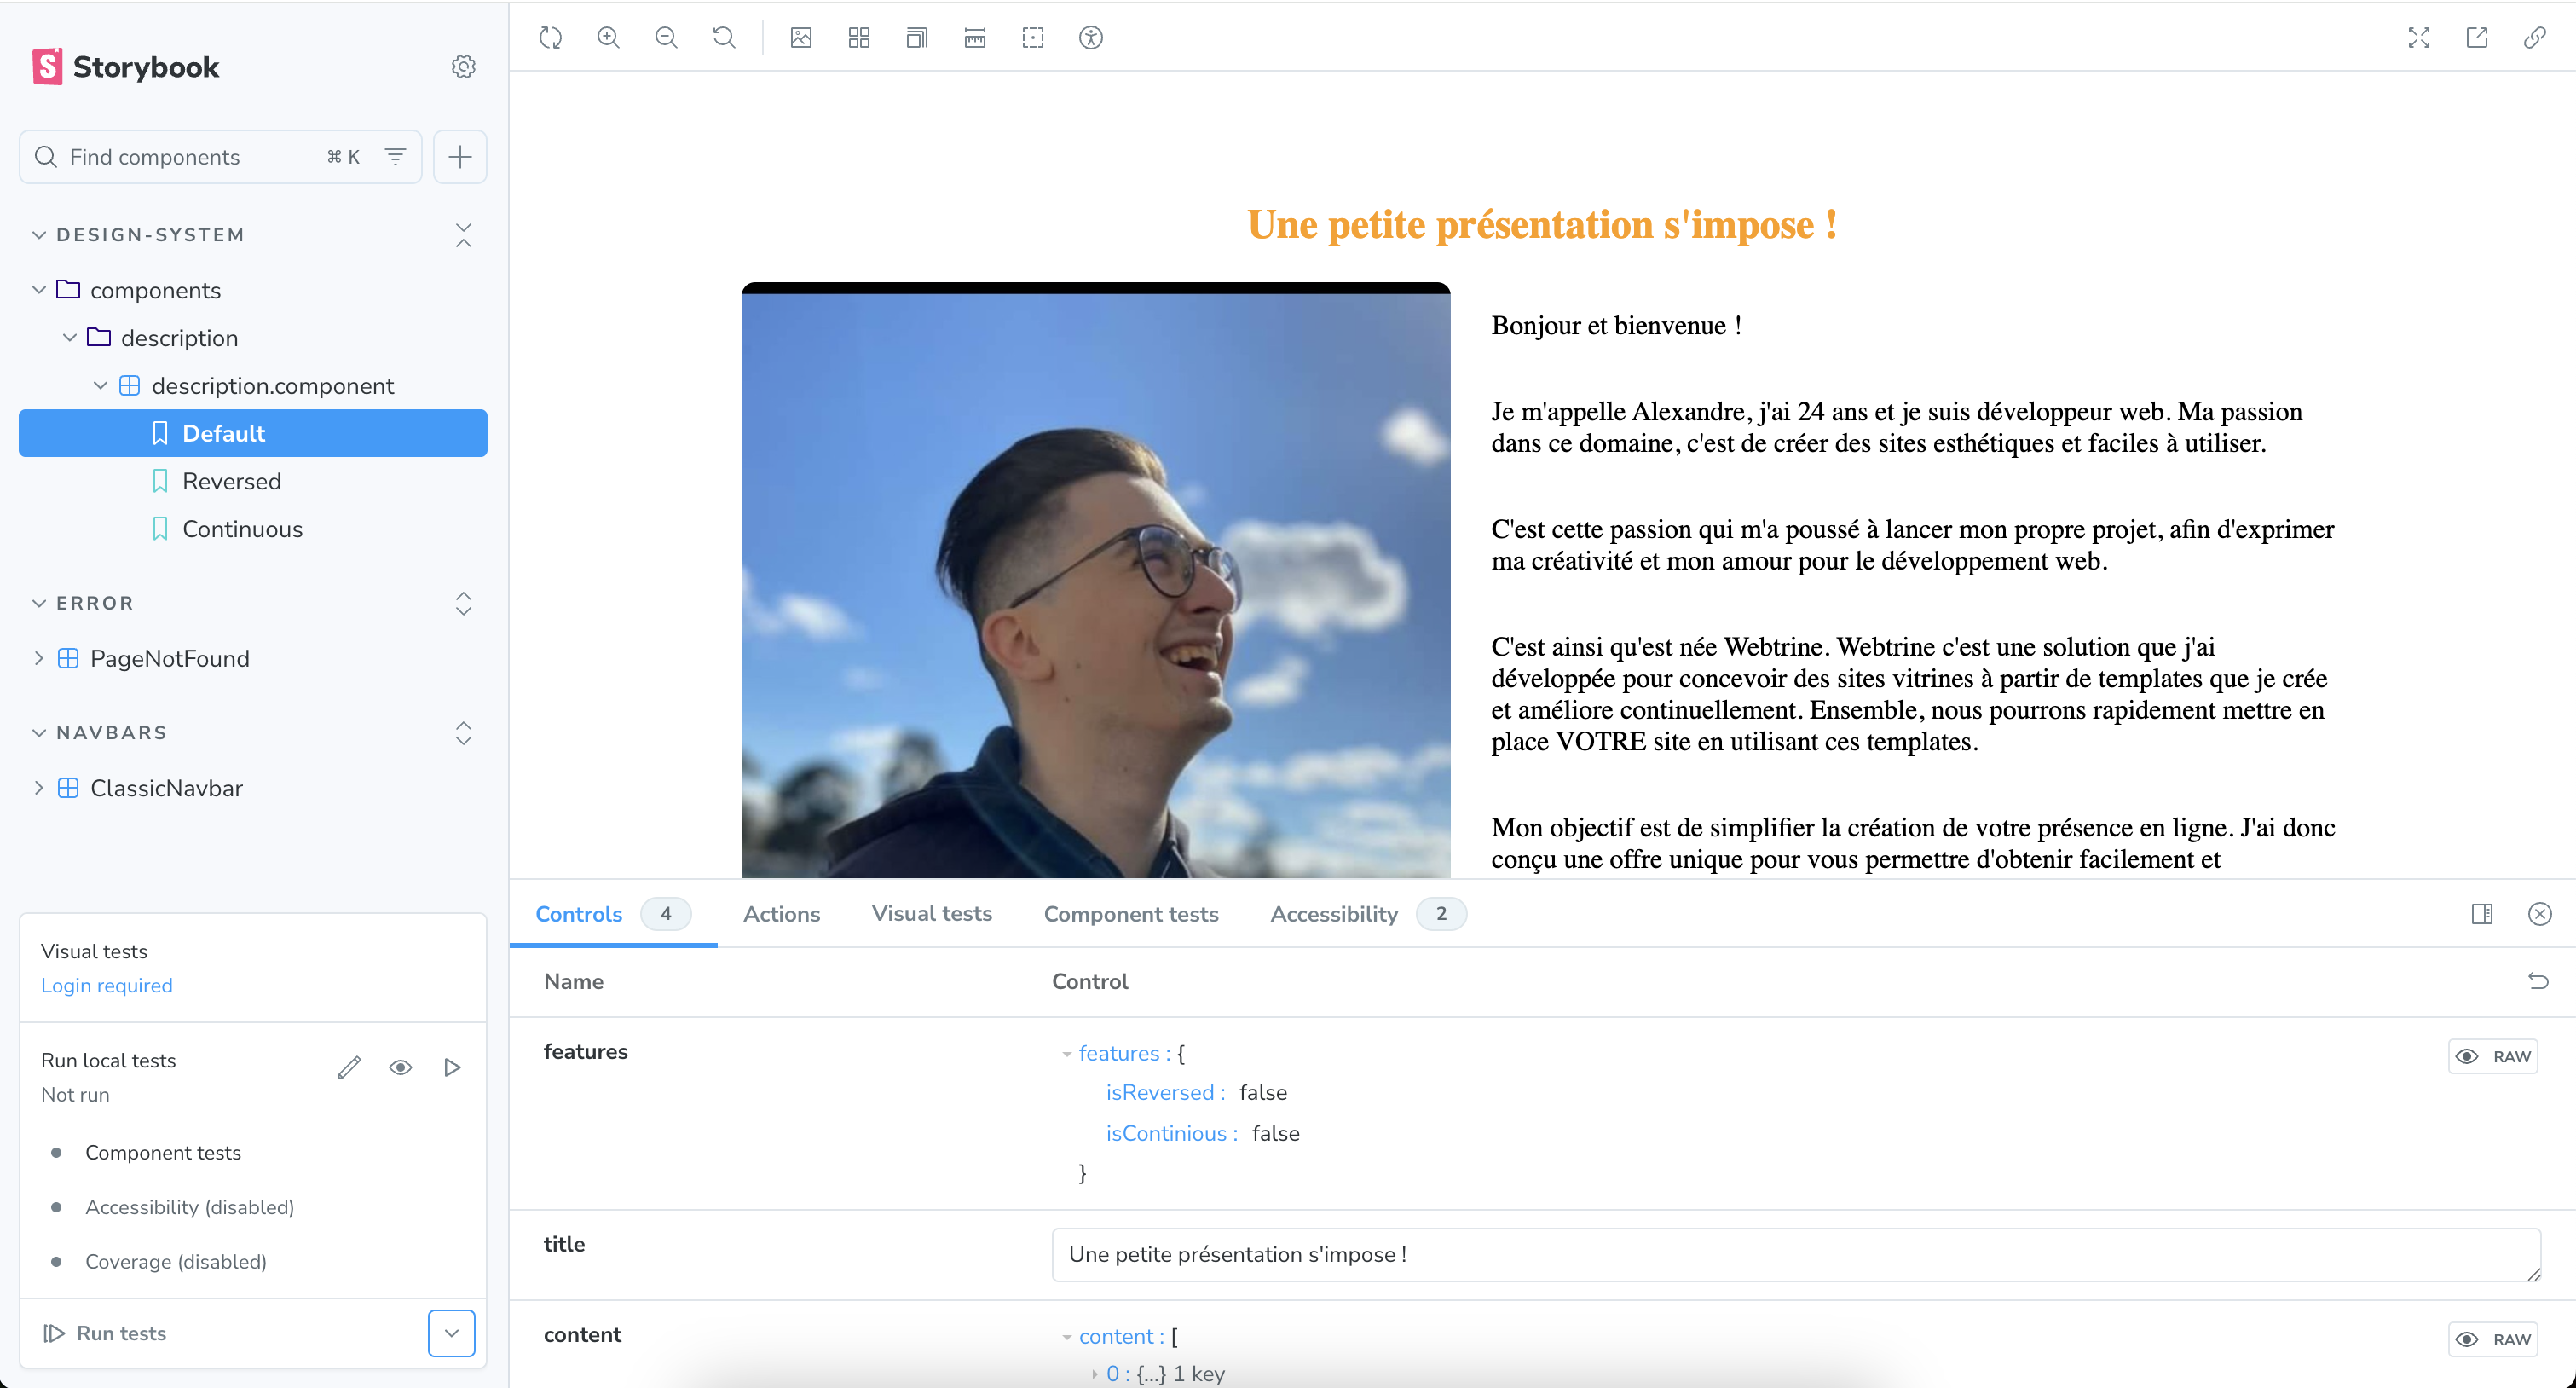 Storybook
Find components
⌘ K
DESIGN-SYSTEM
components
description
description.component
Default
Reversed
Continuous
ERROR
PageNotFound
NAVBARS
ClassicNavbar
Visual tests
Login required
Run local tests
Not run
Component tests
Accessibility (disabled)
Coverage (disabled)
Run tests
Une petite présentation s'impose !
Bonjour et bienvenue !
Je m'appelle Alexandre, j'ai 24 ans et je suis développeur web. Ma passion
dans ce domaine, c'est de créer des sites esthétiques et faciles à utiliser.
C'est cette passion qui m'a poussé à lancer mon propre projet, afin d'exprimer
ma créativité et mon amour pour le développement web.
C'est ainsi qu'est née Webtrine. Webtrine c'est une solution que j'ai
développée pour concevoir des sites vitrines à partir de templates que je crée
et améliore continuellement. Ensemble, nous pourrons rapidement mettre en
place VOTRE site en utilisant ces templates.
Mon objectif est de simplifier la création de votre présence en ligne. J'ai donc
conçu une offre unique pour vous permettre d'obtenir facilement et
Controls 4 Actions Visual tests Component tests Accessibility 2
Name Control
features features : { RAW
isReversed : false
isContinious : false
}
title Une petite présentation s'impose !
content content : [ RAW
0 : {...} 1 key